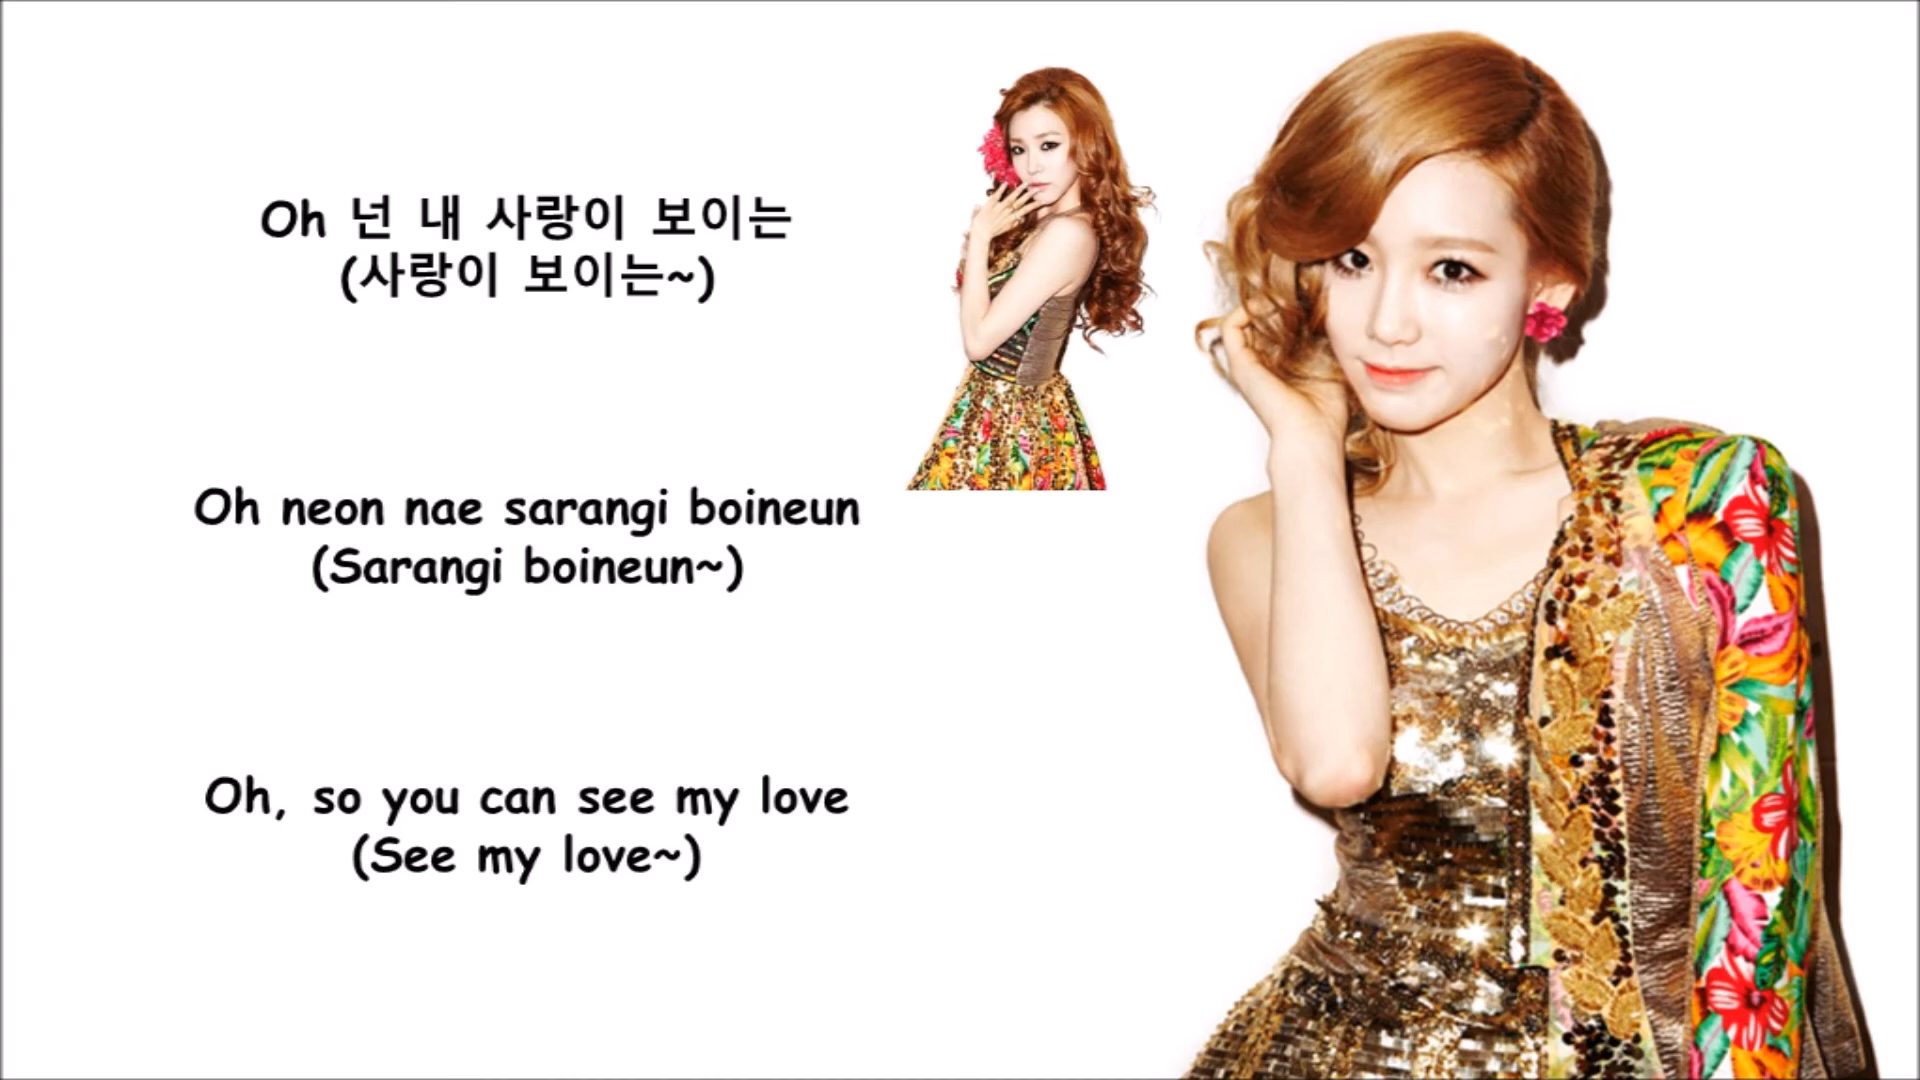 Oh 넌 내 사랑이 보이는
(사랑이 보이는~)
Oh neon nae sarangi boineun
(Sarangi boineun~)
Oh, so you can see my love
(See my love~)